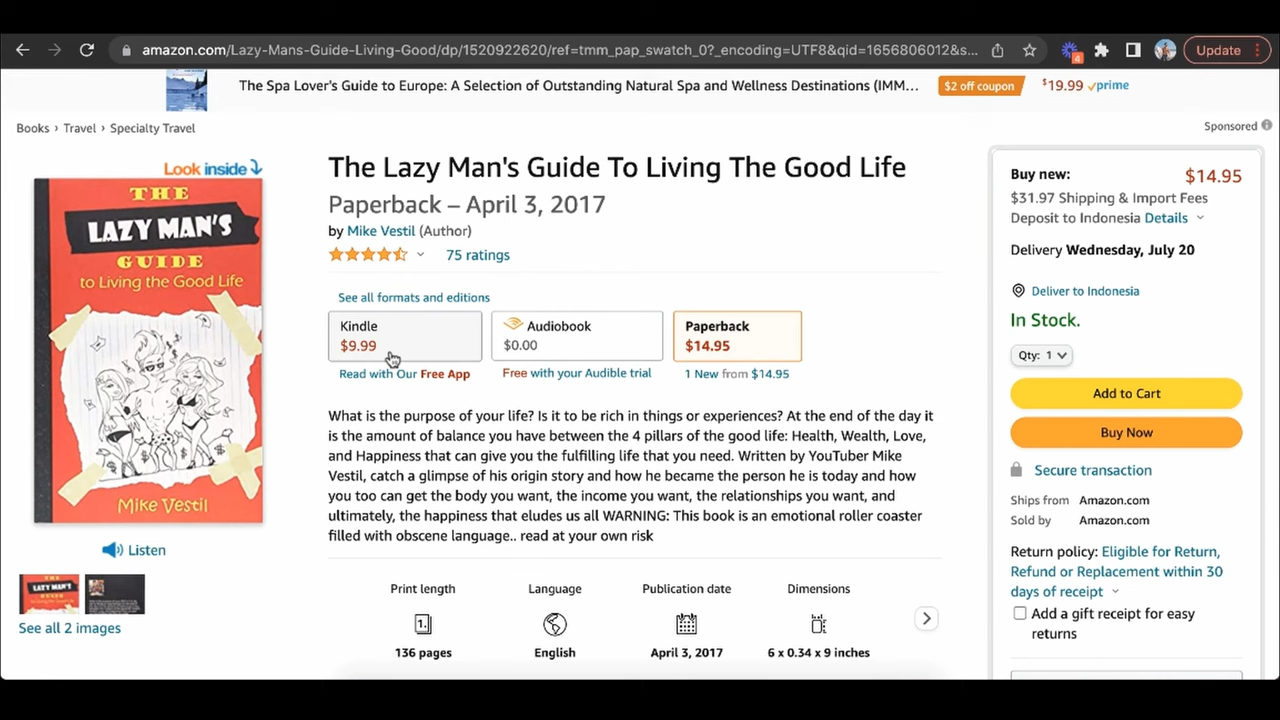 amazon.com/Lazy-Mans-Guide-Living-Good/dp/1520922620/ref=tmm_pap_swatch_0?_encoding=UTF8&qid=1656806012&s...
4
Update
The Spa Lover's Guide to Europe: A Selection of Outstanding Natural Spa and Wellness Destinations (IMM...
$2 off coupon
$19.99 prime
Books › Travel › Specialty Travel
Sponsored
Look inside
THE
LAZY MAN'S
GUIDE
to Living the Good Life
Mike Vestil
Listen
See all 2 images
The Lazy Man's Guide To Living The Good Life
Paperback – April 3, 2017
by Mike Vestil (Author)
75 ratings
See all formats and editions
Kindle
$9.99
Read with Our Free App
Audiobook
$0.00
Free with your Audible trial
Paperback
$14.95
1 New from $14.95
What is the purpose of your life? Is it to be rich in things or experiences? At the end of the day it
is the amount of balance you have between the 4 pillars of the good life: Health, Wealth, Love,
and Happiness that can give you the fulfilling life that you need. Written by YouTuber Mike
Vestil, catch a glimpse of his origin story and how he became the person he is today and how
you too can get the body you want, the income you want, the relationships you want, and
ultimately, the happiness that eludes us all WARNING: This book is an emotional roller coaster
filled with obscene language.. read at your own risk
Print length
136 pages
Language
English
Publication date
April 3, 2017
Dimensions
6 x 0.34 x 9 inches
Buy new:
$14.95
$31.97 Shipping & Import Fees
Deposit to Indonesia Details
Delivery Wednesday, July 20
Deliver to Indonesia
In Stock.
Qty: 1
Add to Cart
Buy Now
Secure transaction
Ships from Amazon.com
Sold by Amazon.com
Return policy: Eligible for Return,
Refund or Replacement within 30
days of receipt
Add a gift receipt for easy
returns